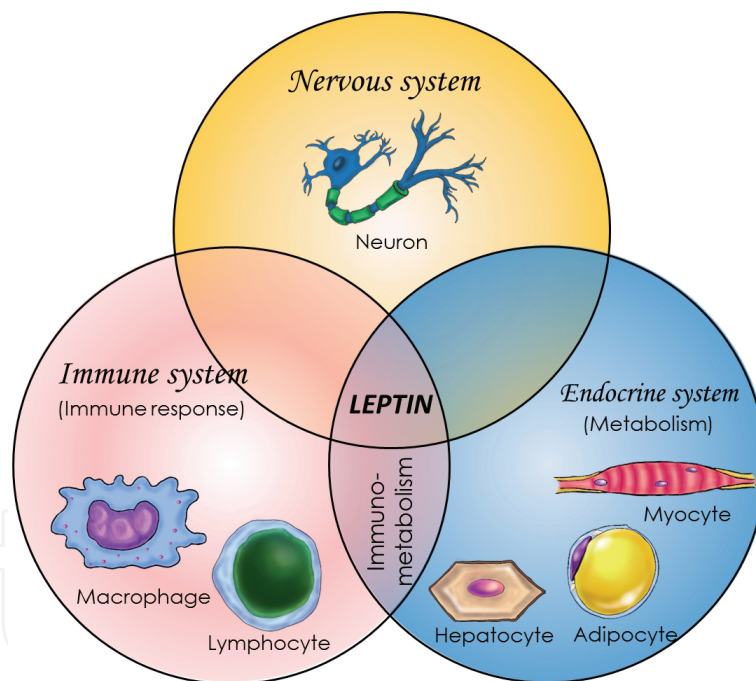 Nervous system
Neuron
Immune system
(Immune response)
LEPTIN
Endocrine system
(Metabolism)
Immuno-
metabolism
Myocyte
Macrophage
Lymphocyte
Hepatocyte
Adipocyte